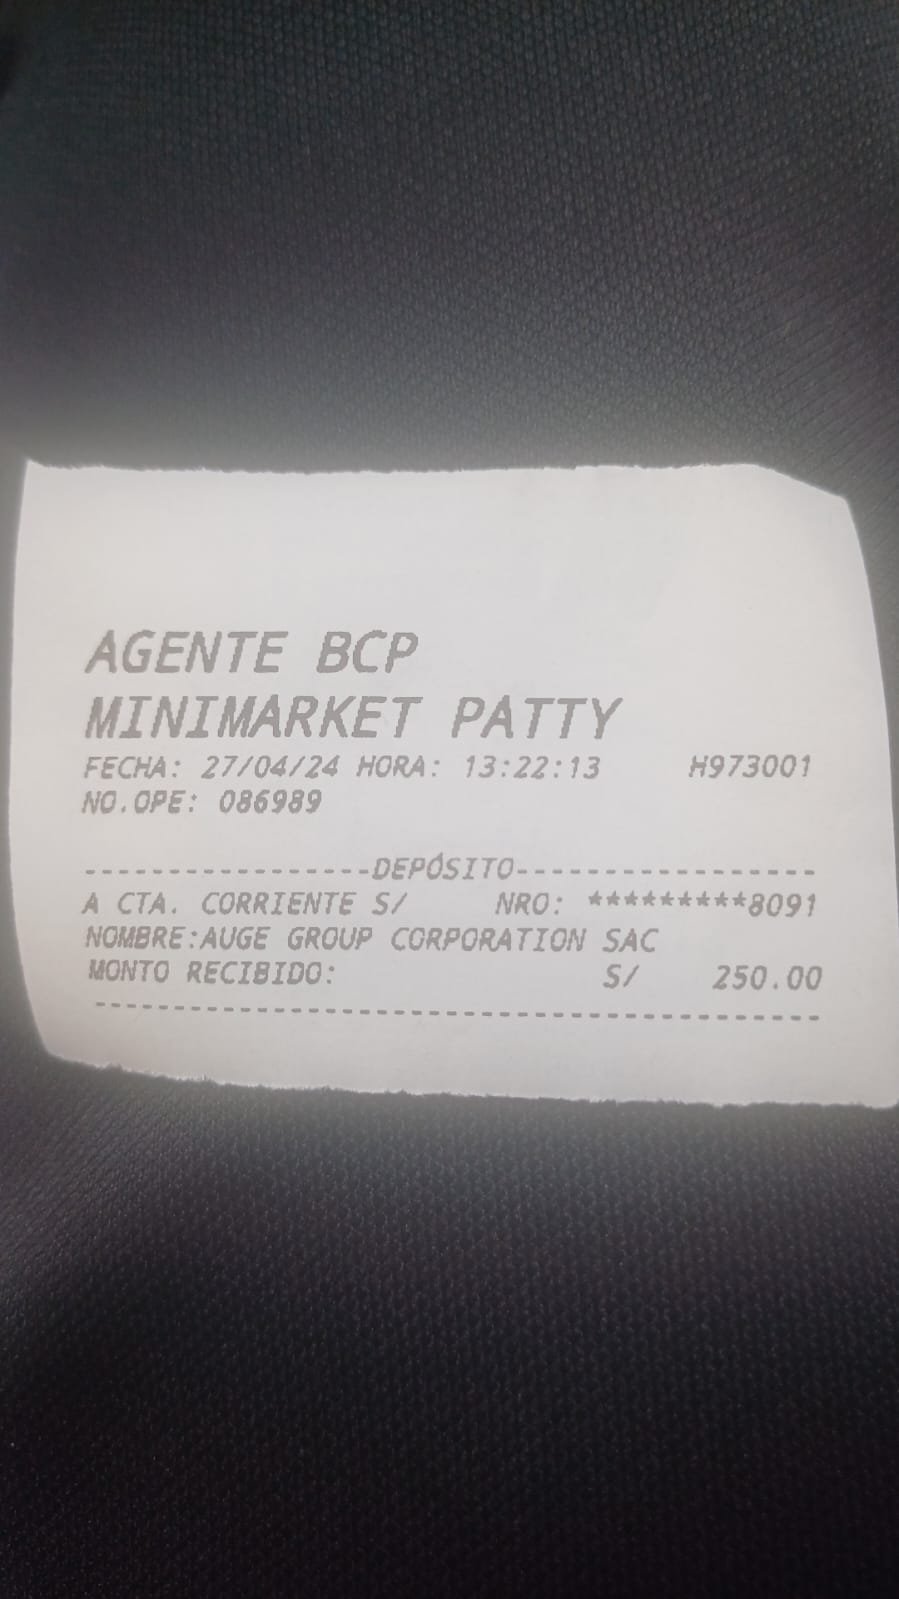 AGENTE BCP
MINIMARKET PATTY
FECHA: 27/04/24 HORA: 13:22:13 H973001
NO.OPE: 086989
-----------------DEPÓSITO------------------
A CTA. CORRIENTE S/ NRO: *********8091
NOMBRE:AUGE GROUP CORPORATION SAC
MONTO RECIBIDO: S/ 250.00
------------------------------------------